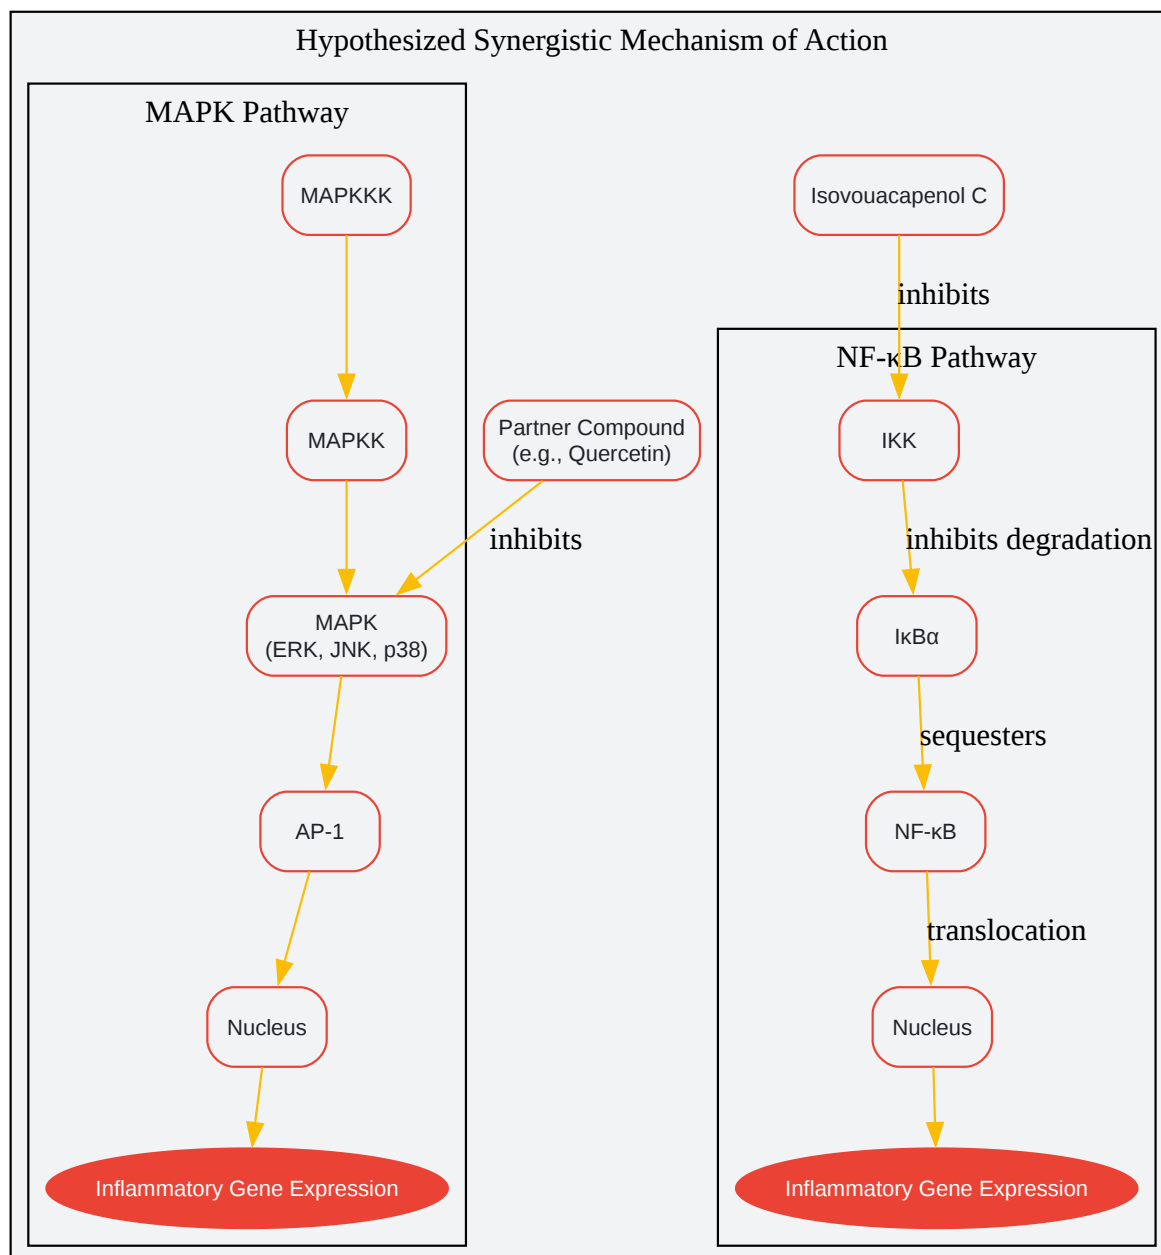 Hypothesized Synergistic Mechanism of Action
MAPK Pathway
MAPKKK
MAPKK
Partner Compound
(e.g., Quercetin)
inhibits
MAPK
(ERK, JNK, p38)
AP-1
Nucleus
Inflammatory Gene Expression
Isovouacapenol C
inhibits
NF-κB Pathway
IKK
inhibits degradation
IκBα
sequesters
NF-κB
translocation
Nucleus
Inflammatory Gene Expression